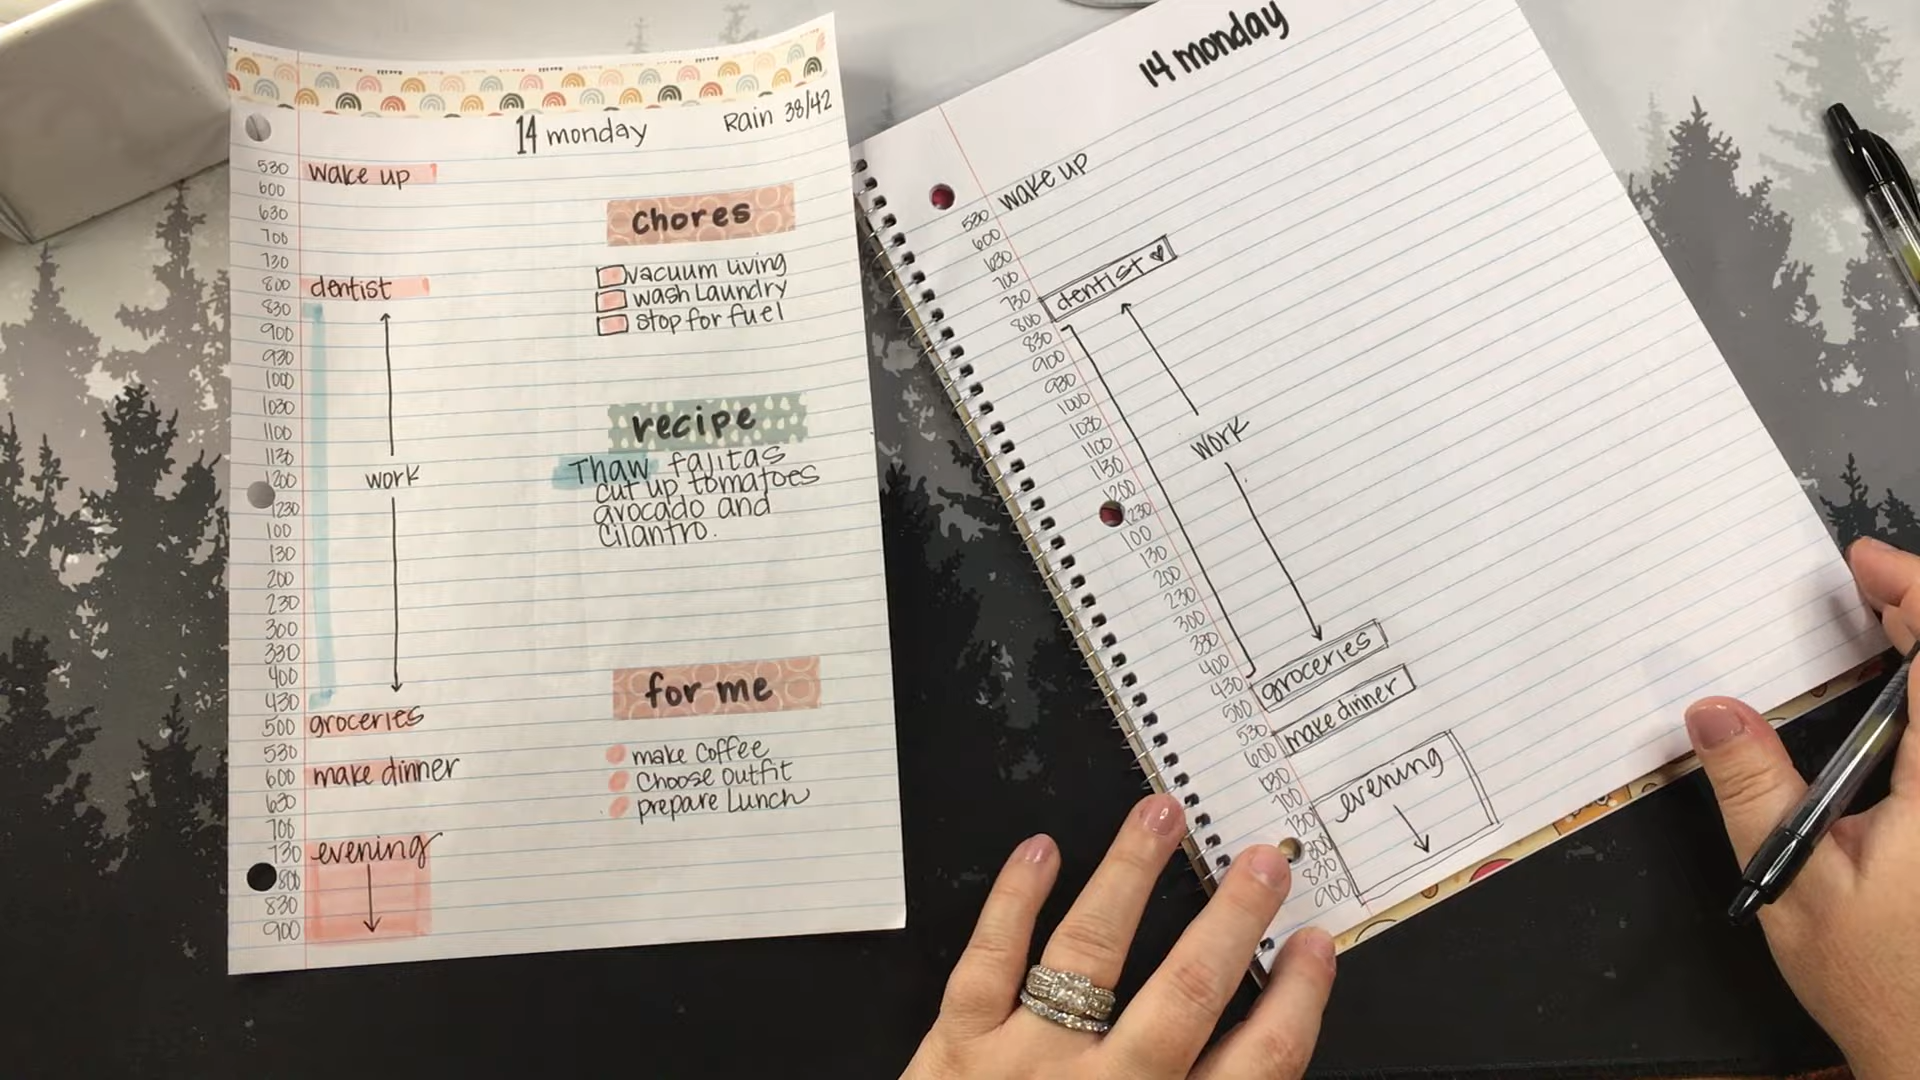 14 monday
Rain 38/42
530 wake up
600
630
700
730
800 dentist
830
900
930
1000
1030
1100
1130
1200 work
1230
100
130
200
230
300
330
400
430
500 groceries
530
600 make dinner
630
700
730 evening
800
830
900
chores
vacuum living
wash Laundry
stop for fuel
recipe
Thaw fajitas
cut up tomatoes
avocado and
cilantro.
for me
make coffee
Choose outfit
prepare Lunch
14 monday
530 wake up
600
630
700
730
800 dentist
830
900
930
1000
1030
1100
1130
1200
1230
work
100
130
200
230
300
330
400
430
500 groceries
530
600 make dinner
630
700
730
800
830
900
evening